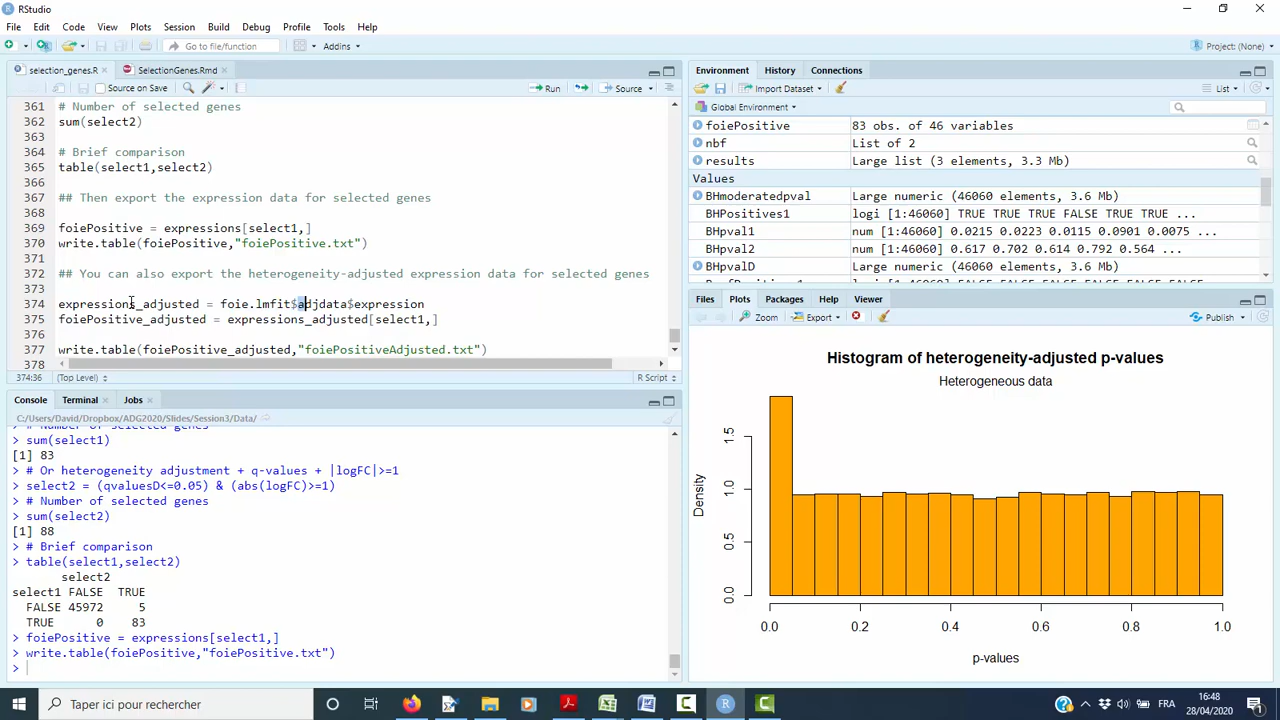 RStudio
File Edit Code View Plots Session Build Debug Profile Tools Help
Go to file/function Addins Project: (None)
selection_genes.R SelectionGenes.Rmd
Source on Save Run Source
361 # Number of selected genes
362 sum(select2)
363
364 # Brief comparison
365 table(select1,select2)
366
367 ## Then export the expression data for selected genes
368
369 foiePositive = expressions[select1,]
370 write.table(foiePositive,"foiePositive.txt")
371
372 ## You can also export the heterogeneity-adjusted expression data for selected genes
373
374 expressions_adjusted = foie.lmfit$adjdata$expression
375 foiePositive_adjusted = expressions_adjusted[select1,]
376
377 write.table(foiePositive_adjusted,"foiePositiveAdjusted.txt")
378
374:36 (Top Level) R Script
Console Terminal Jobs
C:/Users/David/Dropbox/ADG2020/Slides/Session3/Data/
> # Number of selected genes
> sum(select1)
[1] 83
> # Or heterogeneity adjustment + q-values + |logFC|>=1
> select2 = (qvaluesD<=0.05) & (abs(logFC)>=1)
> # Number of selected genes
> sum(select2)
[1] 88
> # Brief comparison
> table(select1,select2)
select2
select1 FALSE TRUE
FALSE 45972 5
TRUE 0 83
> foiePositive = expressions[select1,]
> write.table(foiePositive,"foiePositive.txt")
>
Environment History Connections
Import Dataset List
Global Environment
foiePositive 83 obs. of 46 variables
nbf List of 2
results Large list (3 elements, 3.3 Mb)
Values
BHmoderatedpval Large numeric (46060 elements, 3.6 Mb)
BHPositives1 logi [1:46060] TRUE TRUE TRUE FALSE TRUE TRUE ...
BHpval1 num [1:46060] 0.0215 0.0223 0.0115 0.0901 0.0075 ...
BHpval2 num [1:46060] 0.617 0.702 0.614 0.792 0.564 ...
BHpvalD Large numeric (46060 elements, 3.6 Mb)
Files Plots Packages Help Viewer
Zoom Export Publish
Histogram of heterogeneity-adjusted p-values
Heterogeneous data
Density
1.5
1.0
0.5
0.0
0.0 0.2 0.4 0.6 0.8 1.0
p-values
Taper ici pour rechercher
FRA
16:48
28/04/2020